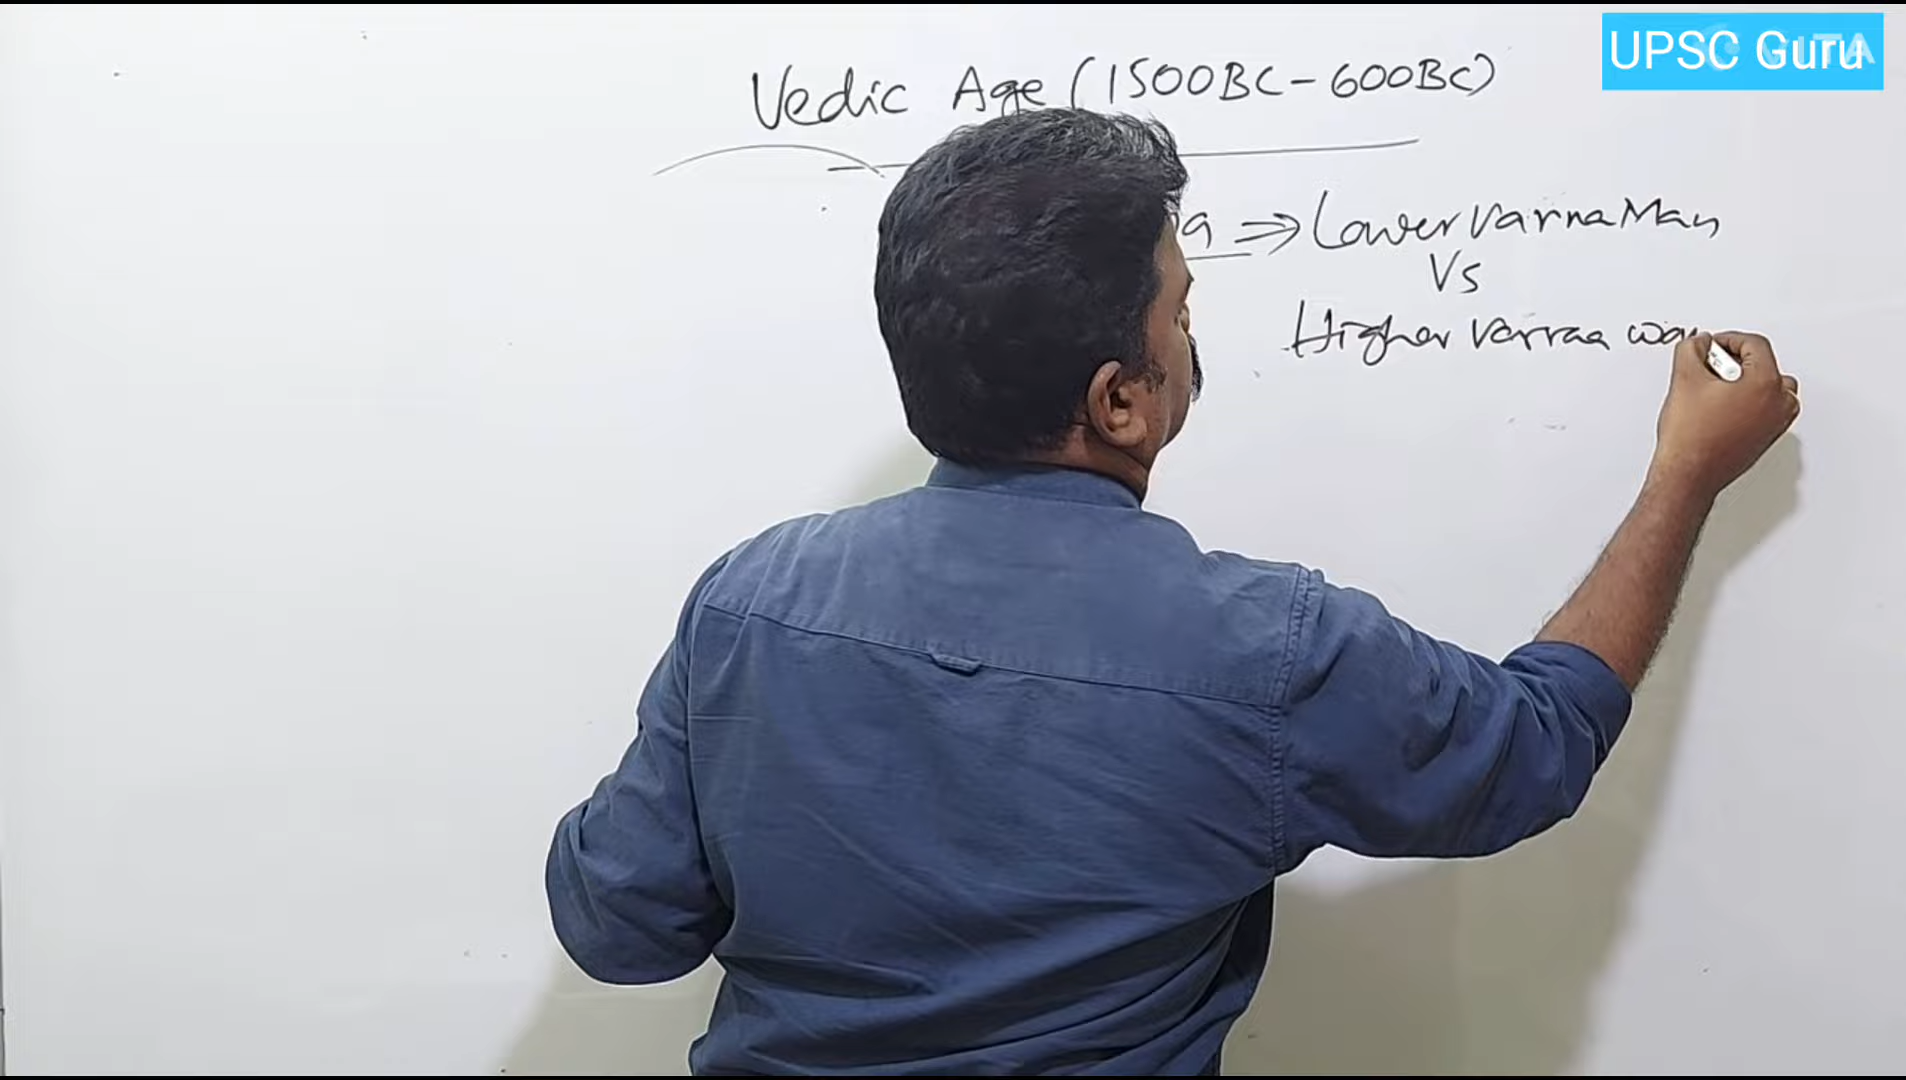 UPSC Guru
Vedic Age (1500BC-600BC)
⇒ Lower Varna Man
Vs
Higher Varna